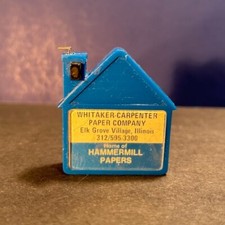 WHITAKER-CARPENTER
PAPER COMPANY
Elk Grove Village, Illinois
312/595-3300
Home of
HAMMERMILL
PAPERS